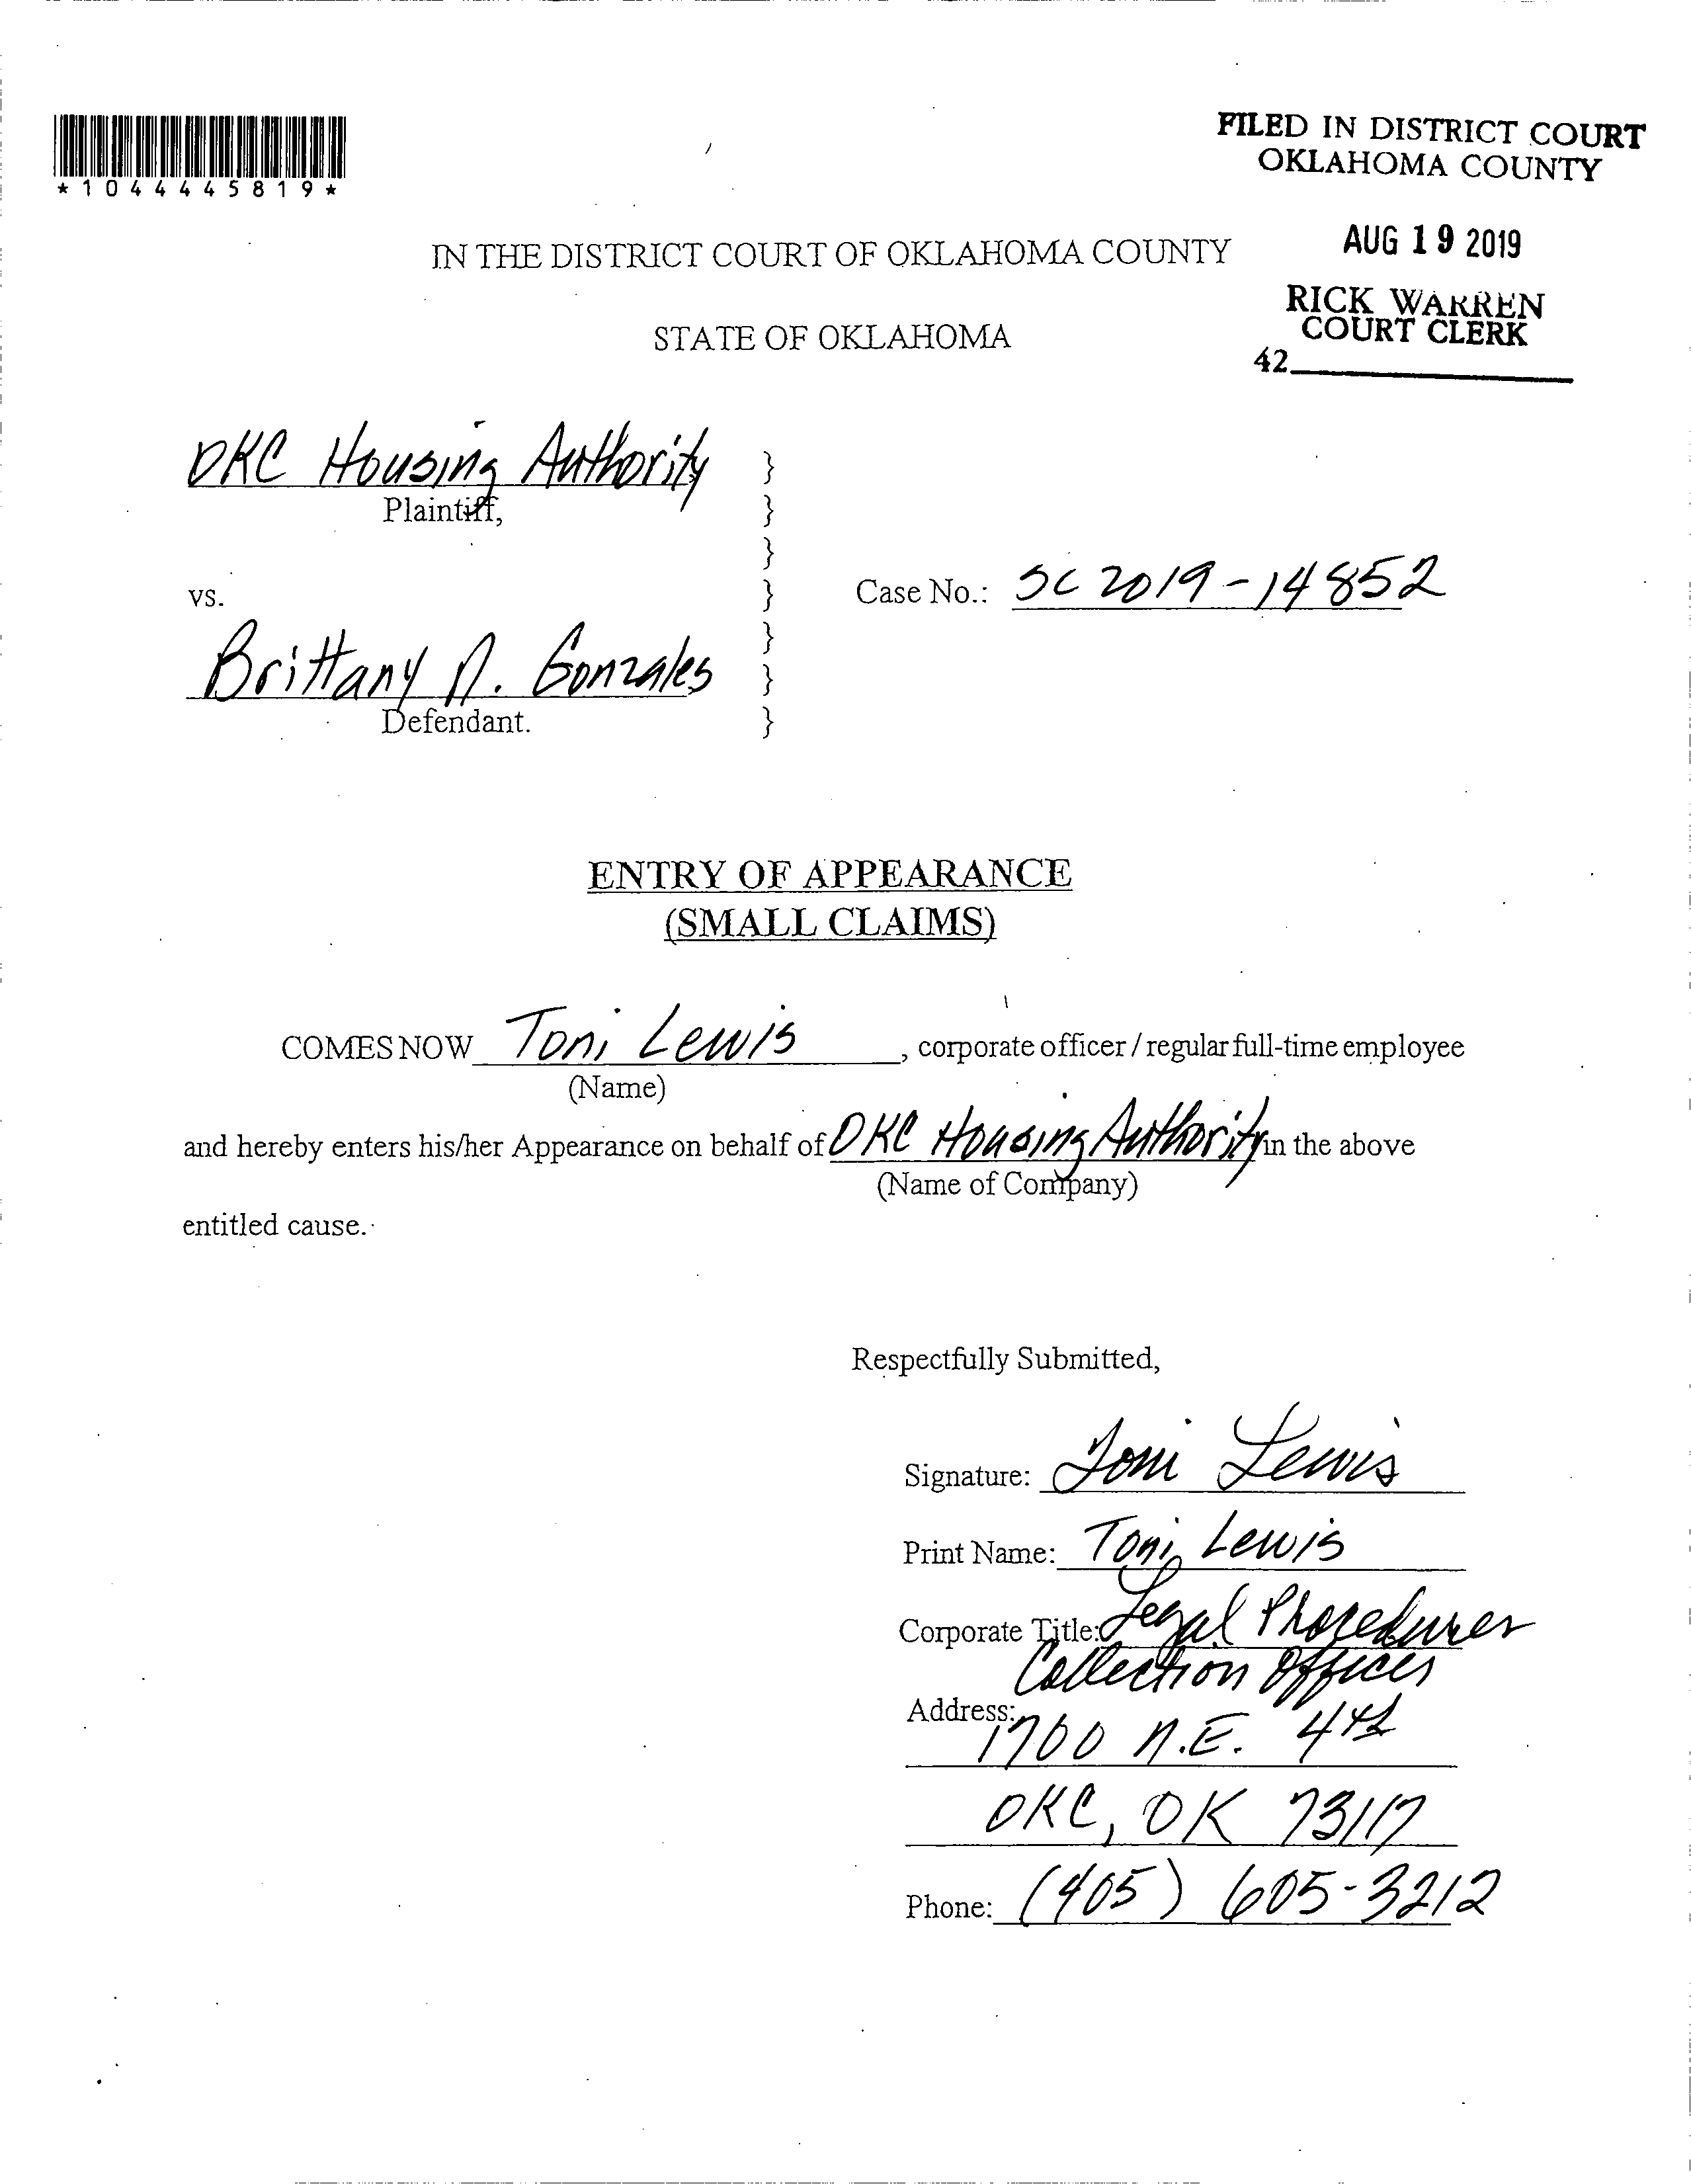 FILED IN DISTRICT COURT
OKLAHOMA COUNTY
*1044445819*
AUG 19 2019
IN THE DISTRICT COURT OF OKLAHOMA COUNTY
RICK WARREN
COURT CLERK
STATE OF OKLAHOMA
42
OKC Housing Authority }
Plaintiff, }
}
vs. } Case No.: SC 2019-14852
}
Brittany N. Gonzales }
Defendant. }
ENTRY OF APPEARANCE
(SMALL CLAIMS)
COMES NOW Toni Lewis, corporate officer / regular full-time employee
(Name)
and hereby enters his/her Appearance on behalf of OKC Housing Authority in the above
(Name of Company)
entitled cause.
Respectfully Submitted,
Signature: Toni Lewis
Print Name: Toni Lewis
Corporate Title: Legal
Collection Officer
Address:
1700 N.E. 4th
OKC, OK 73117
Phone: (405) 605-3212